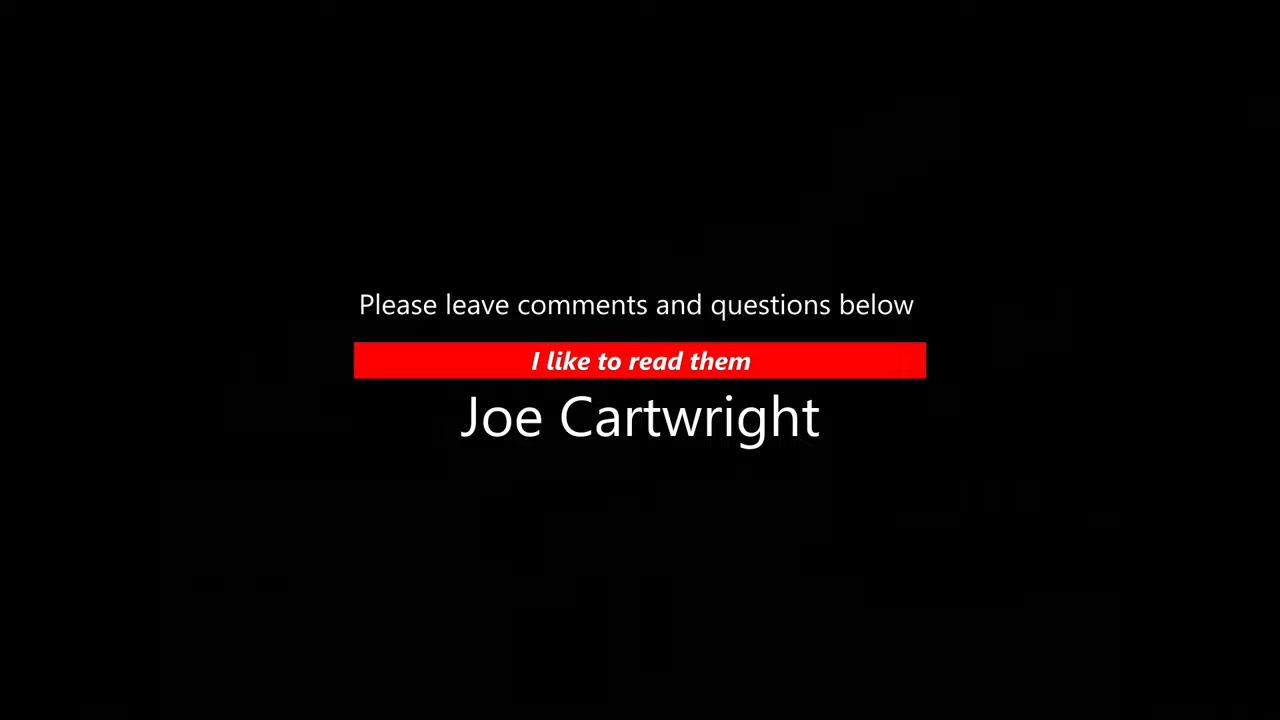 Please leave comments and questions below
I like to read them
Joe Cartwright